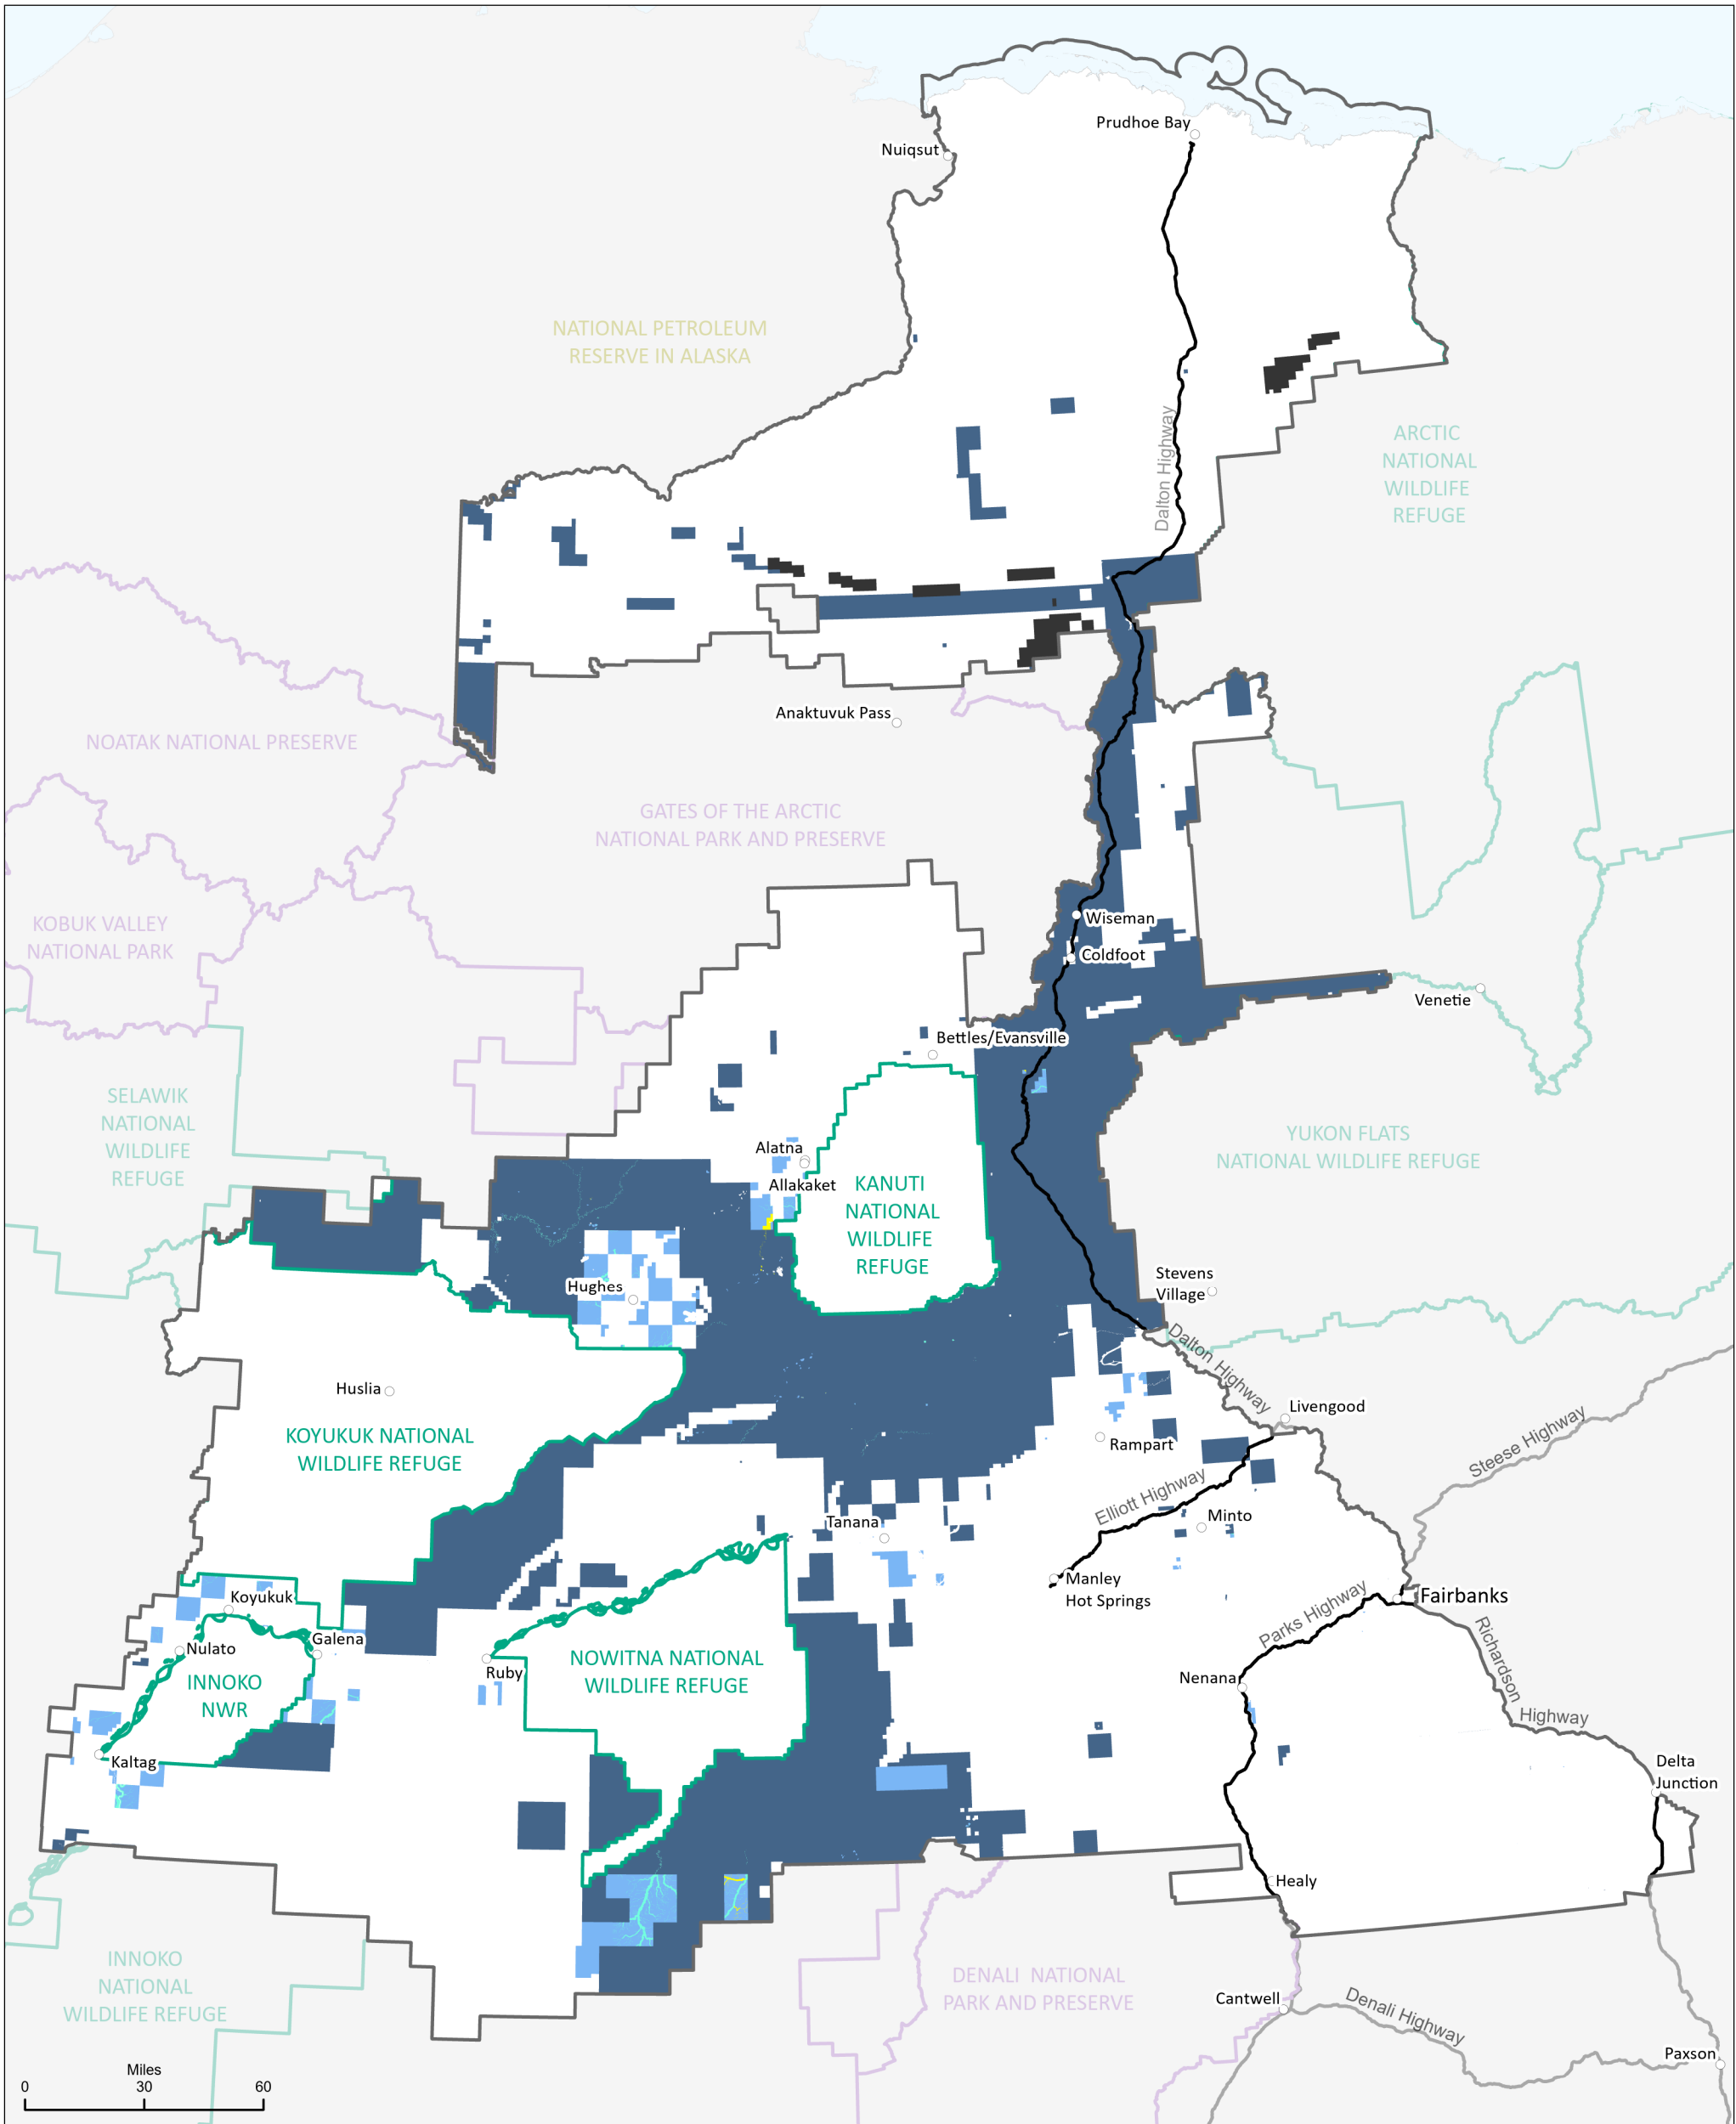 Prudhoe Bay
Nuiqsut
NATIONAL PETROLEUM
RESERVE IN ALASKA
Dalton Highway
ARCTIC
NATIONAL
WILDLIFE
REFUGE
Anaktuvuk Pass
NOATAK NATIONAL PRESERVE
GATES OF THE ARCTIC
NATIONAL PARK AND PRESERVE
KOBUK VALLEY
NATIONAL PARK
Wiseman
Coldfoot
Venetie
Bettles/Evansville
SELAWIK
NATIONAL
WILDLIFE
REFUGE
YUKON FLATS
NATIONAL WILDLIFE REFUGE
Alatna
Allakaket
KANUTI
NATIONAL
WILDLIFE
REFUGE
Hughes
Stevens
Village
Dalton Highway
Huslia
Livengood
KOYUKUK NATIONAL
WILDLIFE REFUGE
Rampart
Steese Highway
Elliott Highway
Tanana
Minto
Manley
Hot Springs
Fairbanks
Koyukuk
Parks Highway
Richardson
Highway
Nulato
Galena
Ruby
NOWITNA NATIONAL
WILDLIFE REFUGE
INNOKO
NWR
Nenana
Kaltag
Delta
Junction
Healy
INNOKO
NATIONAL
WILDLIFE REFUGE
DENALI NATIONAL
PARK AND PRESERVE
Cantwell
Denali Highway
Paxson
Miles
0 30 60